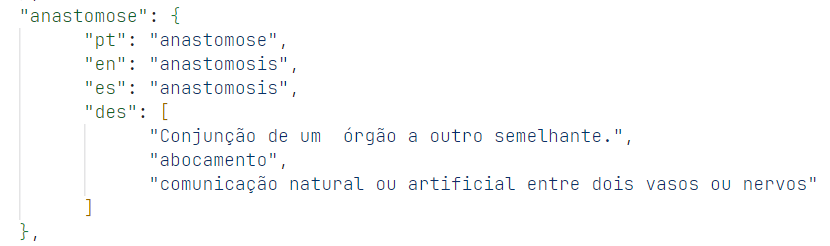 "anastomose": {
"pt": "anastomose",
"en": "anastomosis",
"es": "anastomosis",
"des": [
"Conjunção de um  órgão a outro semelhante.",
"abocamento",
"comunicação natural ou artificial entre dois vasos ou nervos"
]
},